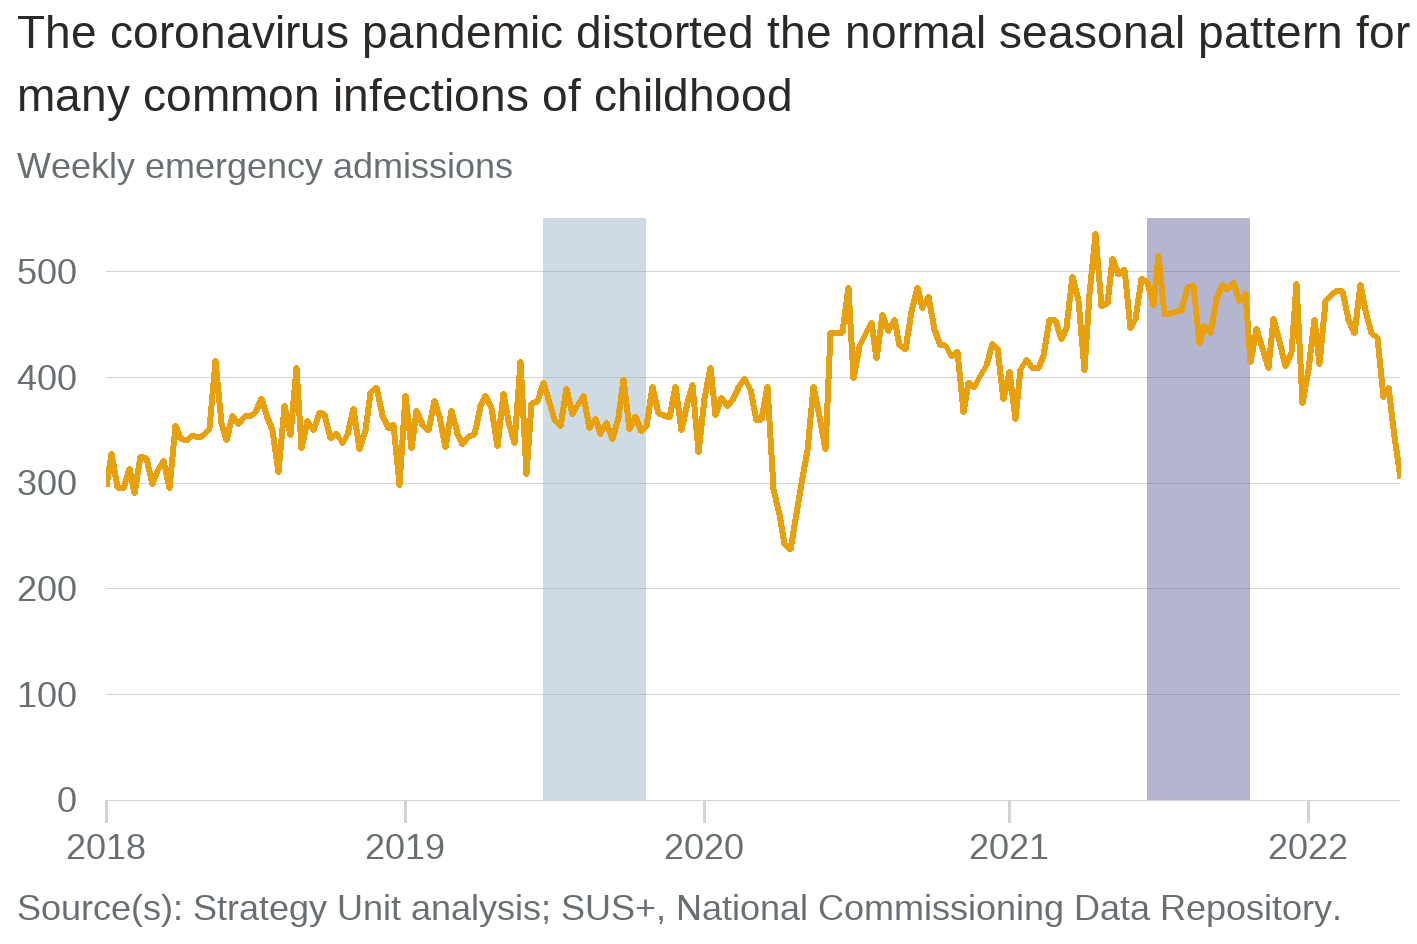 The coronavirus pandemic distorted the normal seasonal pattern for
many common infections of childhood
Weekly emergency admissions
500
400
300
200
100
0
2018 2019 2020 2021 2022
Source(s): Strategy Unit analysis; SUS+, National Commissioning Data Repository.